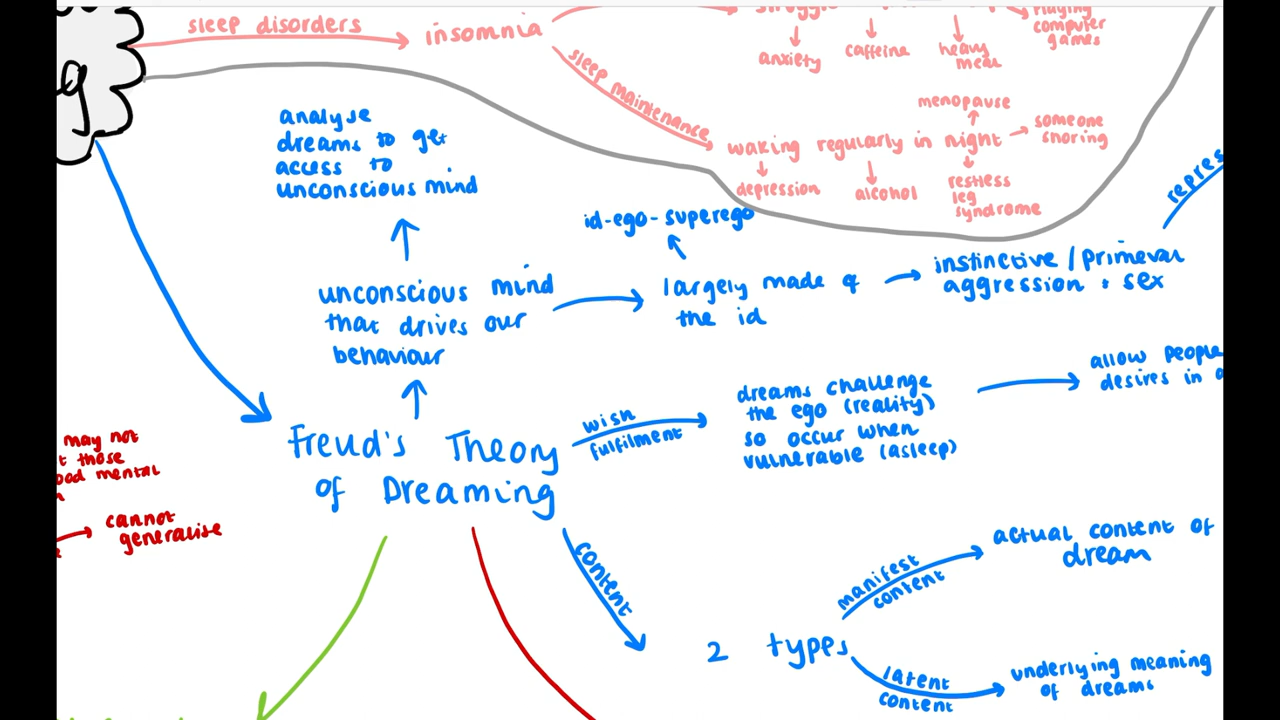 sleep disorders
insomnia
anxiety
caffeine
heavy
meal
playing
computer
games
sleep maintenance
waking regularly in night
menopause
someone
snoring
depression
alcohol
restless
leg
syndrome
analyse
dreams to get
access to
unconscious mind
id-ego-superego
unconscious mind
that drives our
behaviour
largely made of
the id
instinctive / primeval
aggression + sex
repres
Freud's Theory
of Dreaming
wish
fulfilment
dreams challenge
the ego (reality)
so occur when
vulnerable (asleep)
allow people
desires in a
may not
t those
ood mental
cannot
generalise
content
2 types
manifest
content
actual content of
dream
latent
content
underlying meaning
of dreams